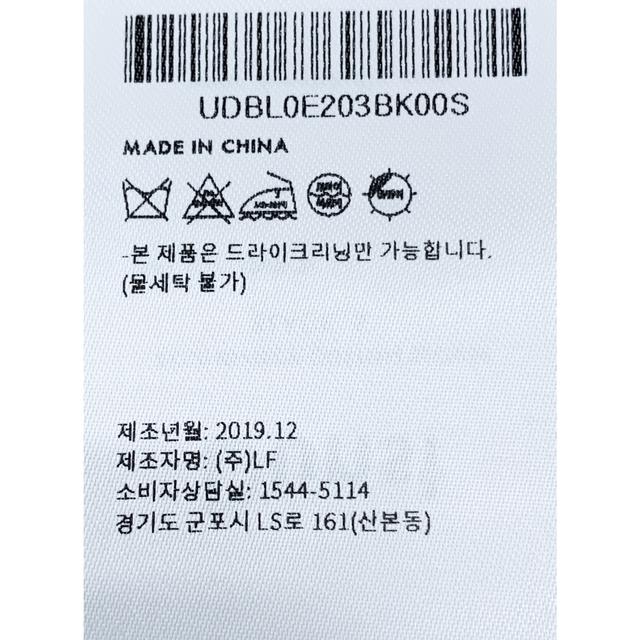 UDBL0E203BK00S
MADE IN CHINA
-본 제품은 드라이크리닝만 가능합니다.
(물세탁 불가)
제조년월: 2019.12
제조자명: (주)LF
소비자상담실: 1544-5114
경기도 군포시 LS로 161(산본동)